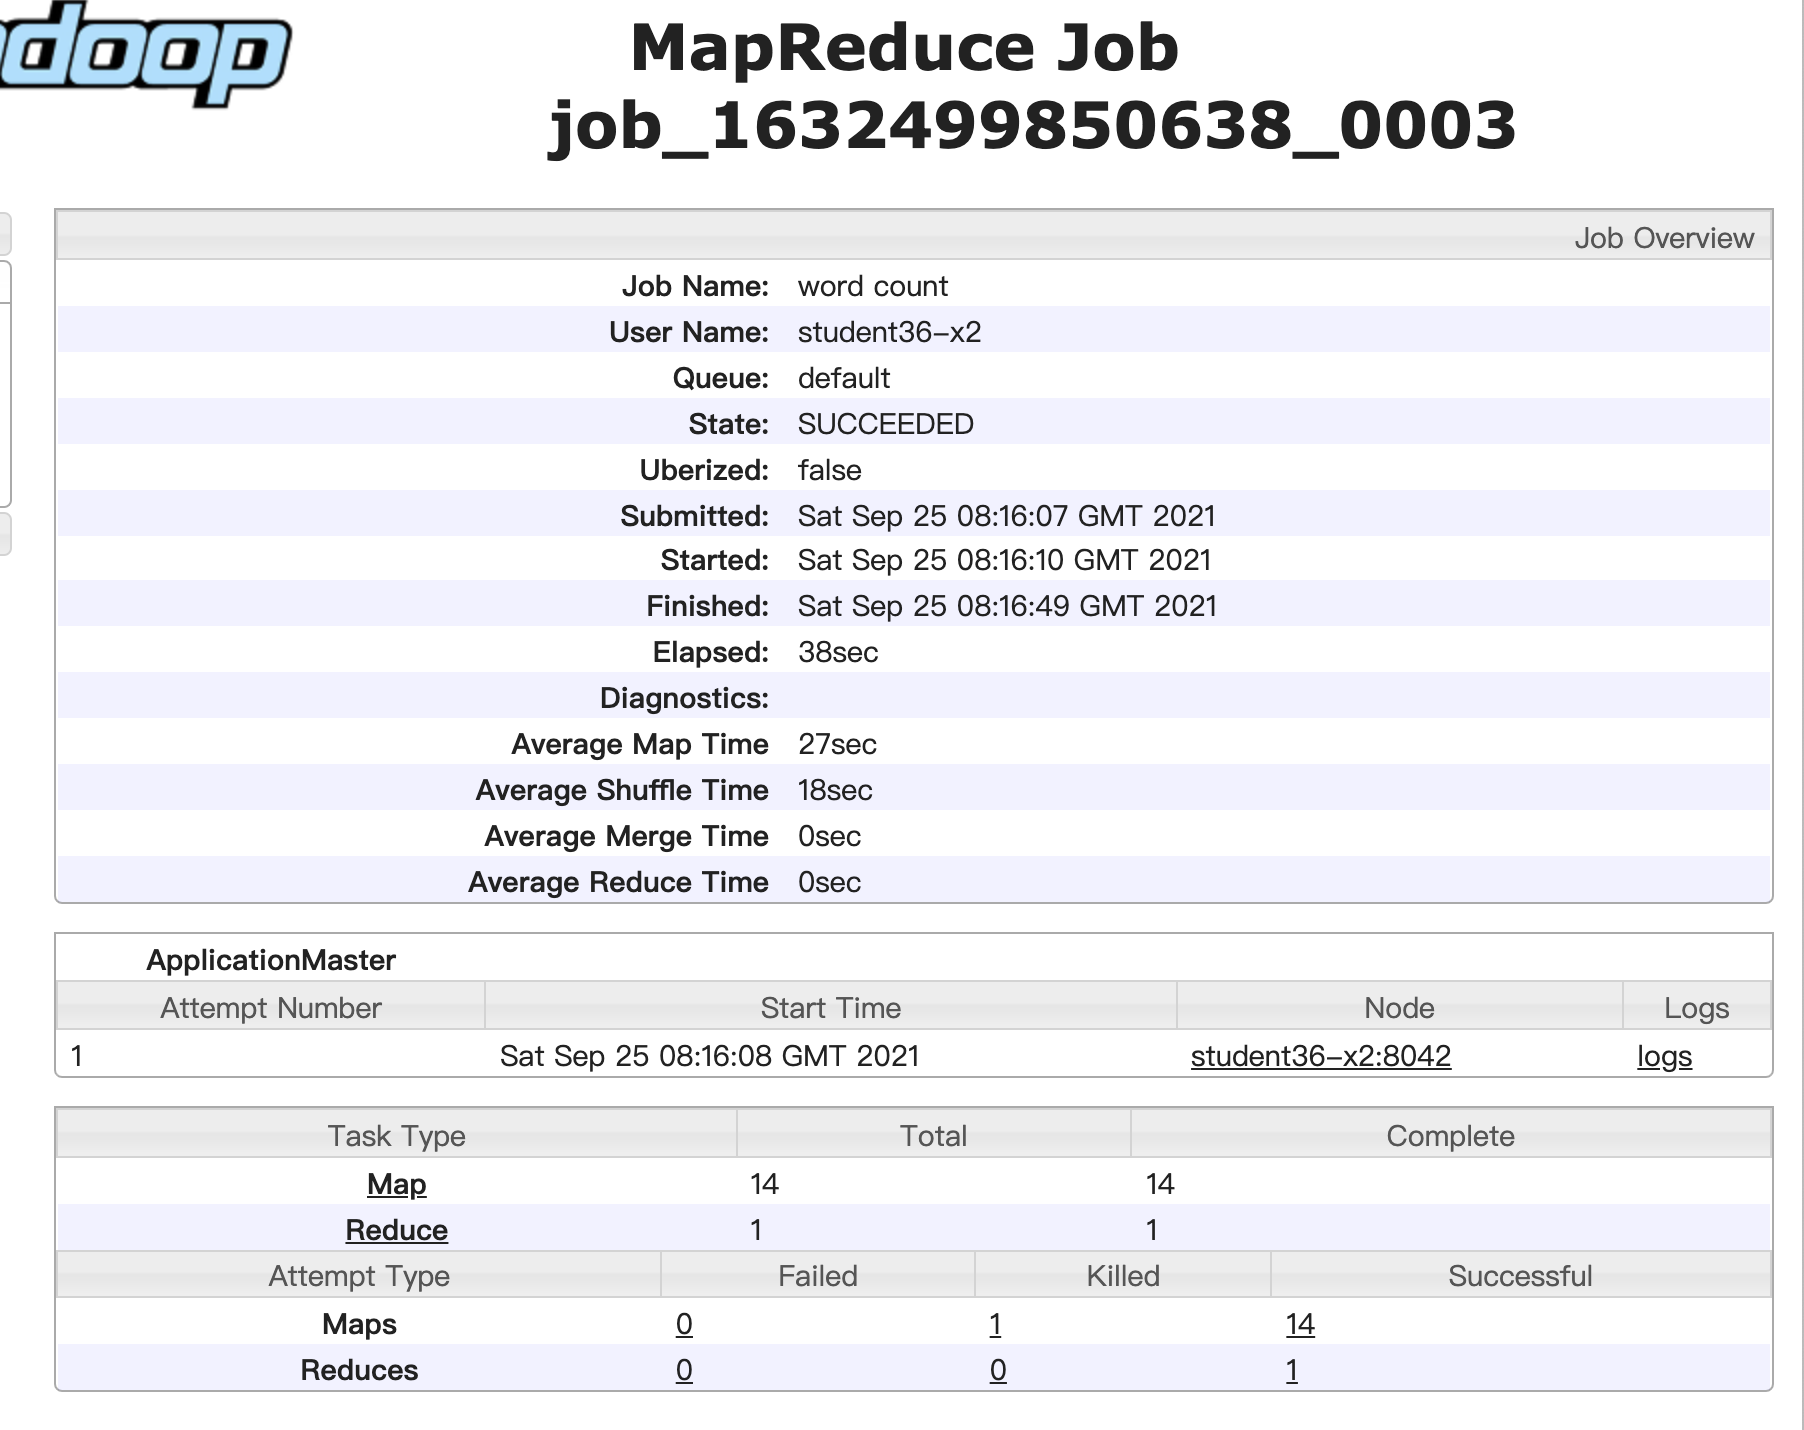 adoop
MapReduce Job
job_1632499850638_0003
Job Overview
Job Name: word count
User Name: student36-x2
Queue: default
State: SUCCEEDED
Uberized: false
Submitted: Sat Sep 25 08:16:07 GMT 2021
Started: Sat Sep 25 08:16:10 GMT 2021
Finished: Sat Sep 25 08:16:49 GMT 2021
Elapsed: 38sec
Diagnostics:
Average Map Time 27sec
Average Shuffle Time 18sec
Average Merge Time 0sec
Average Reduce Time 0sec
ApplicationMaster
Attempt Number Start Time Node Logs
1 Sat Sep 25 08:16:08 GMT 2021 student36-x2:8042 logs
Task Type Total Complete
Map 14 14
Reduce 1 1
Attempt Type Failed Killed Successful
Maps 0 1 14
Reduces 0 0 1